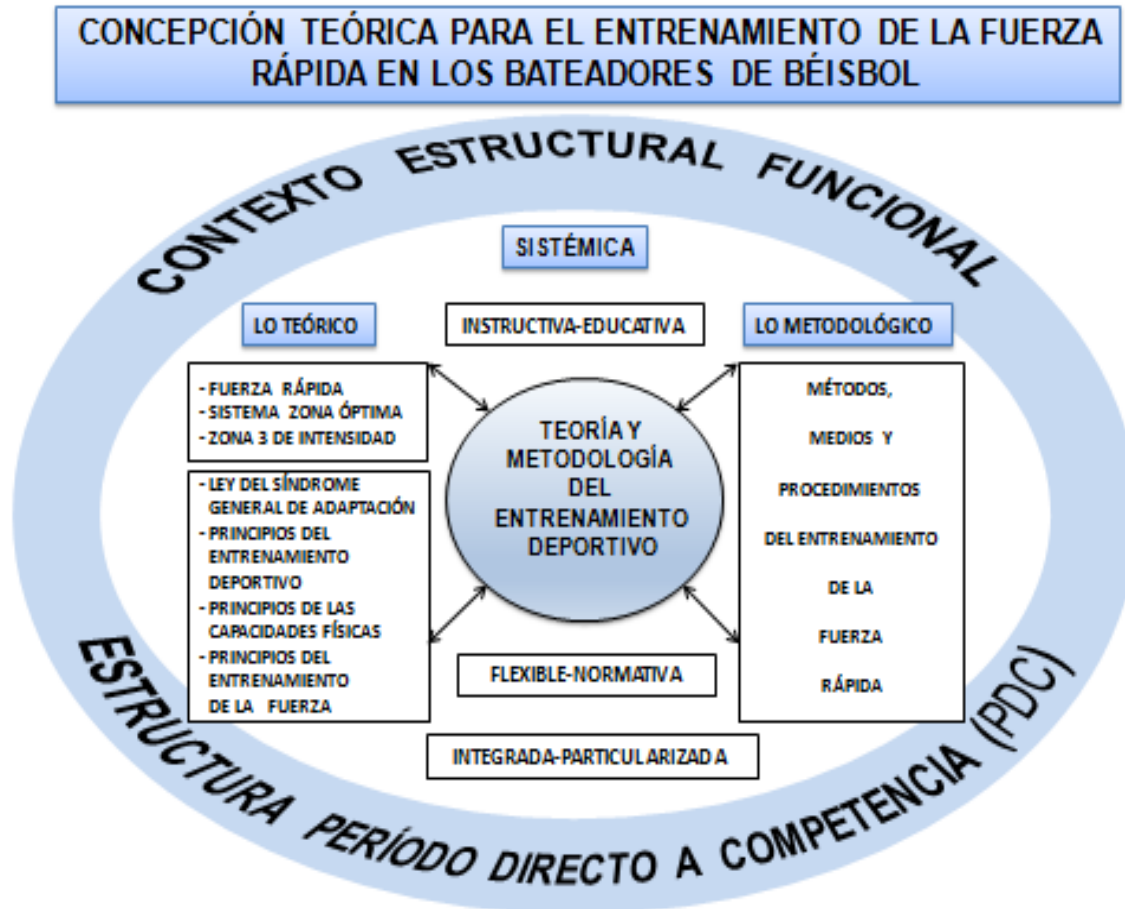 CONCEPCIÓN TEÓRICA PARA EL ENTRENAMIENTO DE LA FUERZA
RÁPIDA EN LOS BATEADORES DE BÉISBOL
CONTEXTO ESTRUCTURAL FUNCIONAL
SISTÉMICA
LO TEÓRICO
INSTRUCTIVA-EDUCATIVA
LO METODOLÓGICO
- FUERZA RÁPIDA
- SISTEMA ZONA ÓPTIMA
- ZONA 3 DE INTENSIDAD
- LEY DEL SÍNDROME
GENERAL DE ADAPTACIÓN
- PRINCIPIOS DEL
ENTRENAMIENTO
DEPORTIVO
- PRINCIPIOS DE LAS
CAPACIDADES FÍSICAS
- PRINCIPIOS DEL
ENTRENAMIENTO
DE LA FUERZA
TEORÍA Y
METODOLOGÍA
DEL
ENTRENAMIENTO
DEPORTIVO
MÉTODOS,
MEDIOS Y
PROCEDIMIENTOS
DEL ENTRENAMIENTO
DE LA
FUERZA
RÁPIDA
FLEXIBLE-NORMATIVA
INTEGRADA-PARTICULARIZADA
ESTRUCTURA PERÍODO DIRECTO A COMPETENCIA (PDC)